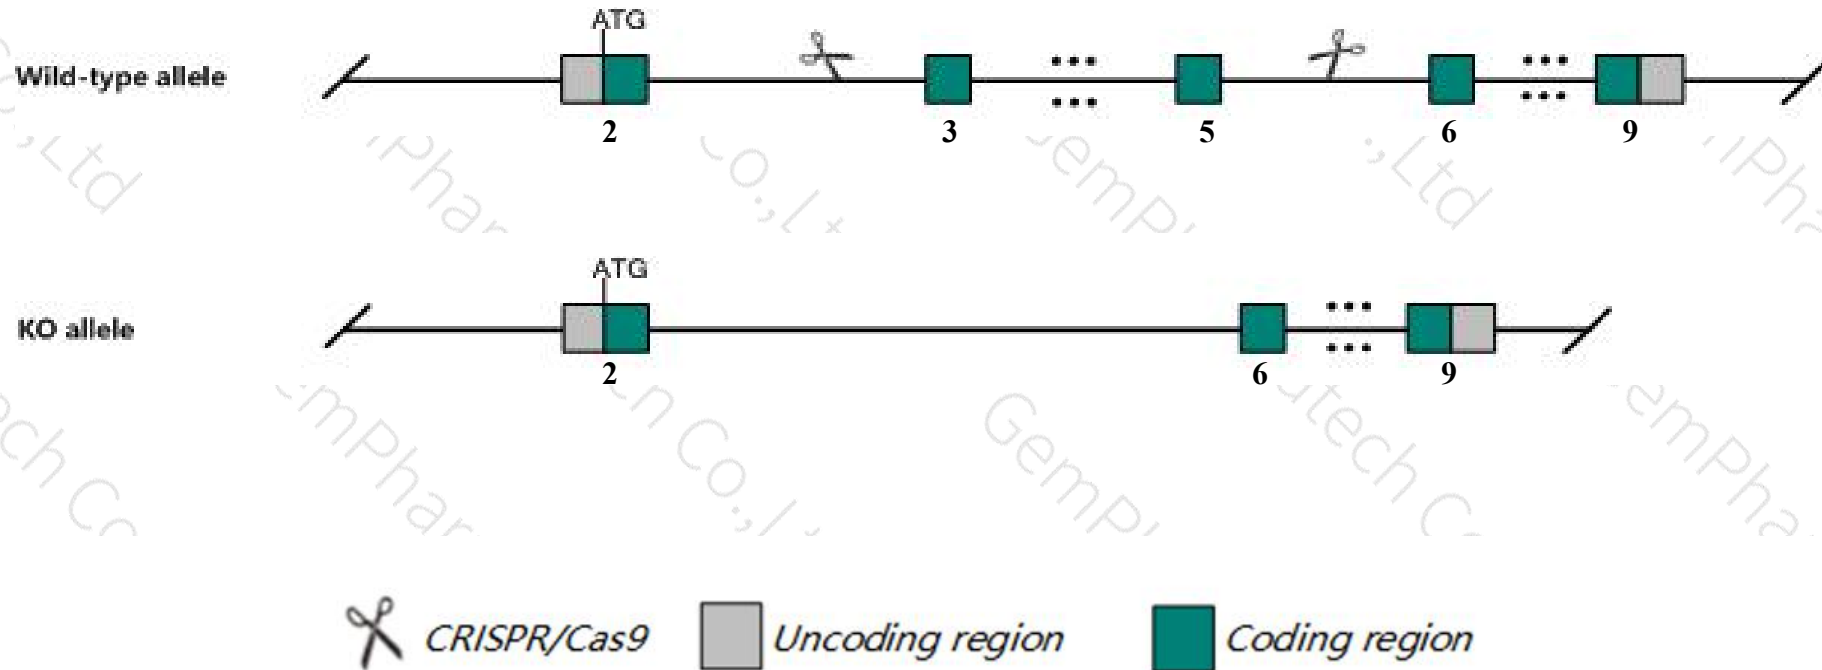 ATG
Wild-type allele
2 3 5 6 9
ATG
KO allele
2 6 9
CRISPR/Cas9 Uncoding region Coding region